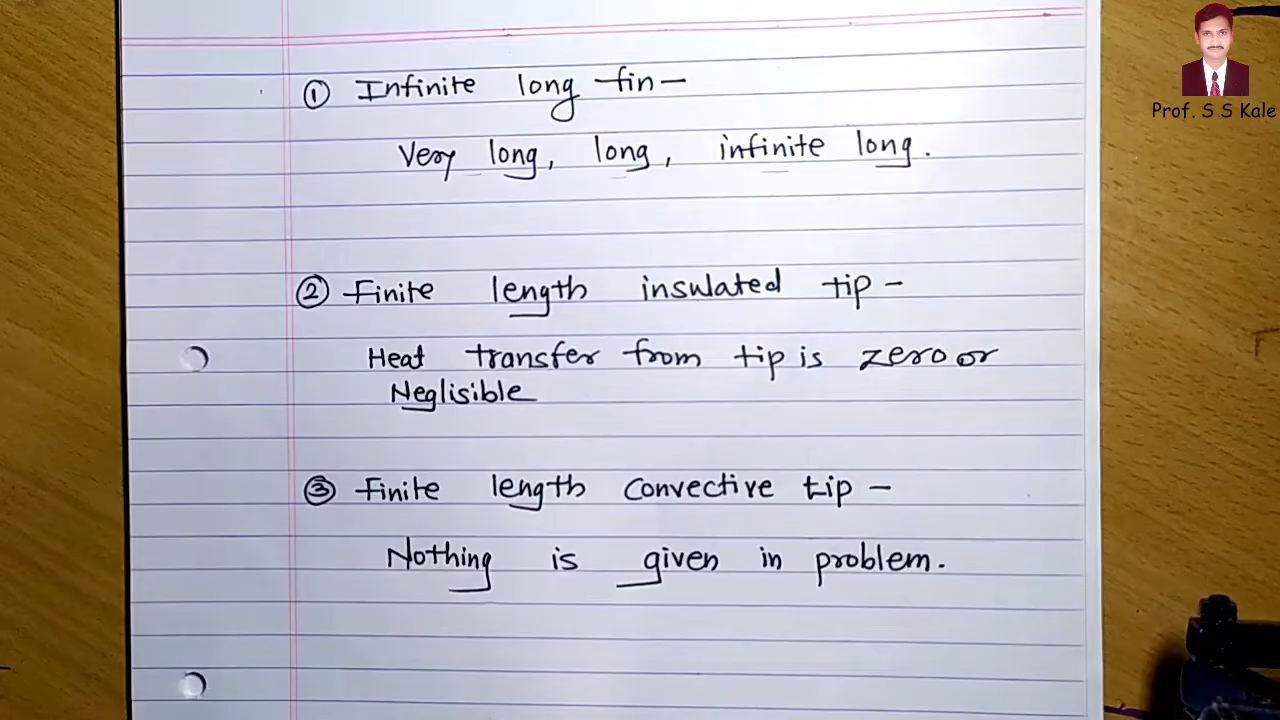 Prof. S S Kale
① Infinite long fin-
Very long, long, infinite long.
② Finite length insulated tip-
Heat transfer from tip is zero or
Neglisible
③ Finite length convective tip-
Nothing is given in problem.